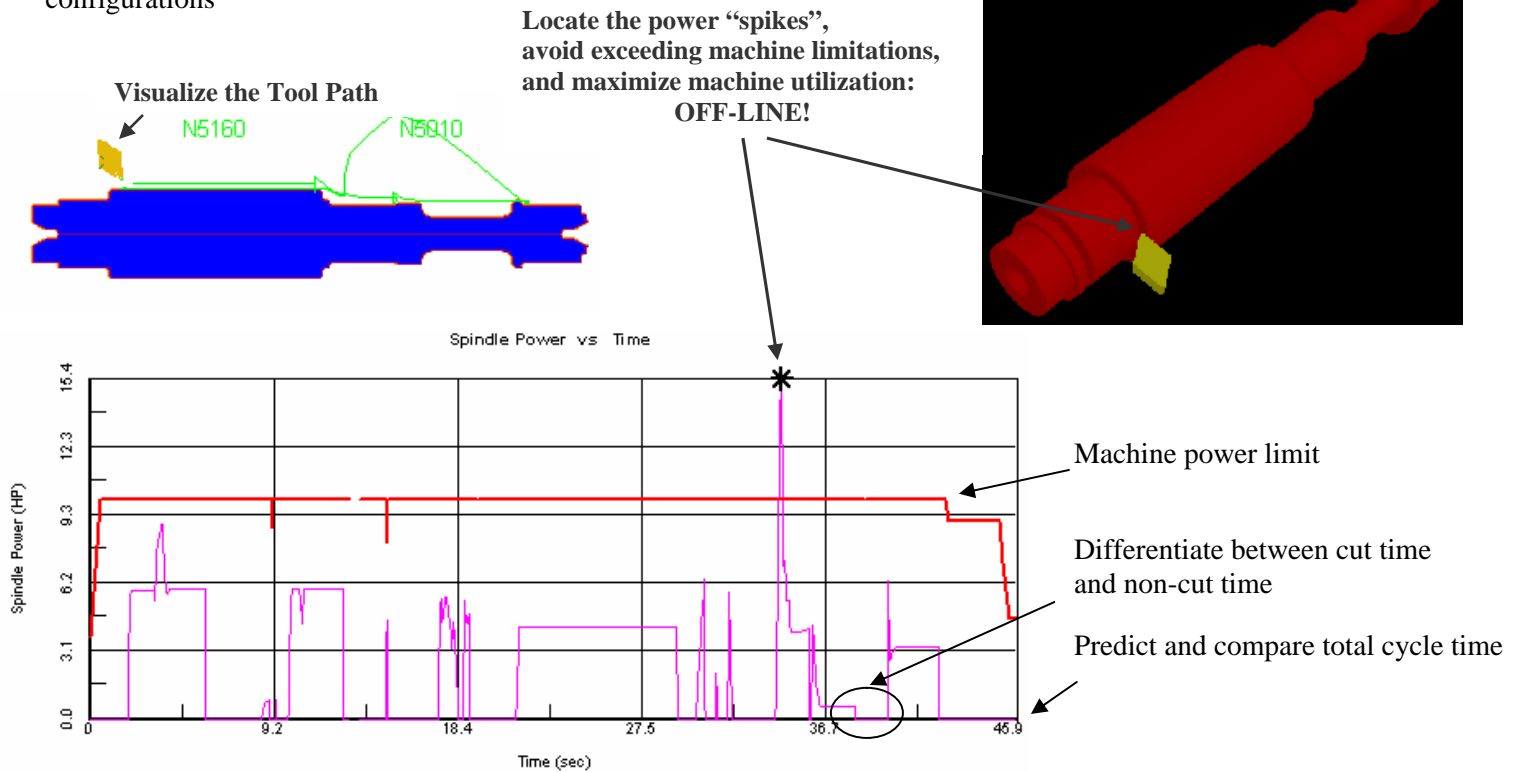 configurations
Locate the power “spikes”,
avoid exceeding machine limitations,
and maximize machine utilization:
OFF-LINE!
Visualize the Tool Path
N5160
N5010
Spindle Power vs Time
Spindle Power (HP)
15.4
12.3
9.3
6.2
3.1
0.0
0
9.2
18.4
27.5
36.7
45.9
Time (sec)
Machine power limit
Differentiate between cut time
and non-cut time
Predict and compare total cycle time